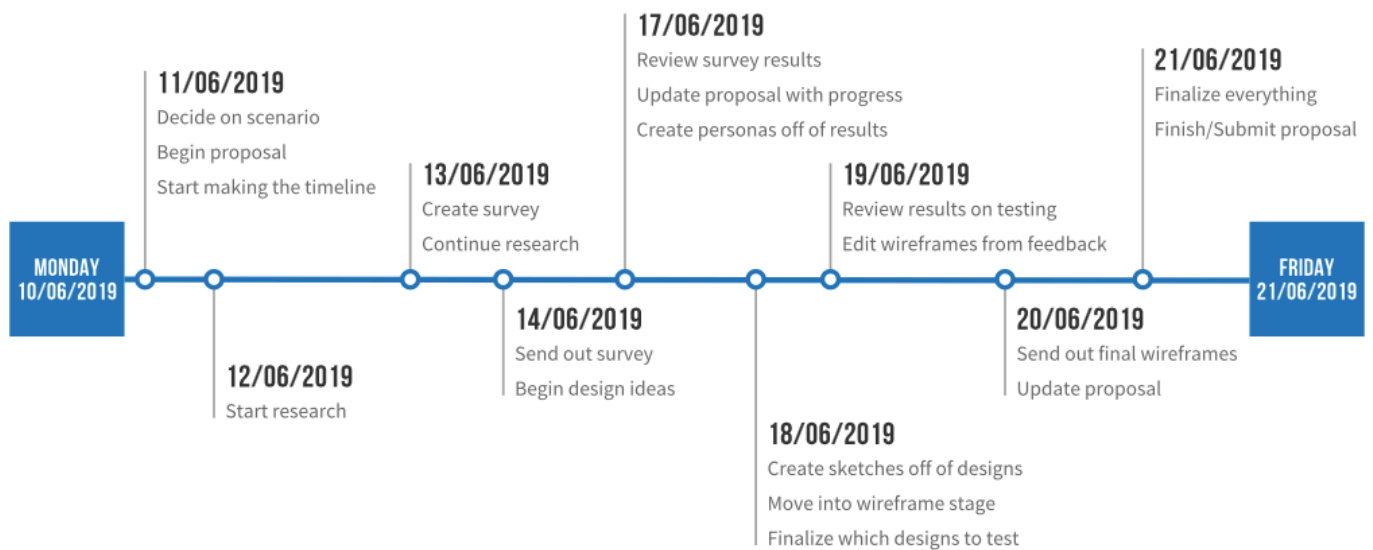 MONDAY
10/06/2019
11/06/2019
Decide on scenario
Begin proposal
Start making the timeline
12/06/2019
Start research
13/06/2019
Create survey
Continue research
14/06/2019
Send out survey
Begin design ideas
17/06/2019
Review survey results
Update proposal with progress
Create personas off of results
18/06/2019
Create sketches off of designs
Move into wireframe stage
Finalize which designs to test
19/06/2019
Review results on testing
Edit wireframes from feedback
20/06/2019
Send out final wireframes
Update proposal
21/06/2019
Finalize everything
Finish/Submit proposal
FRIDAY
21/06/2019